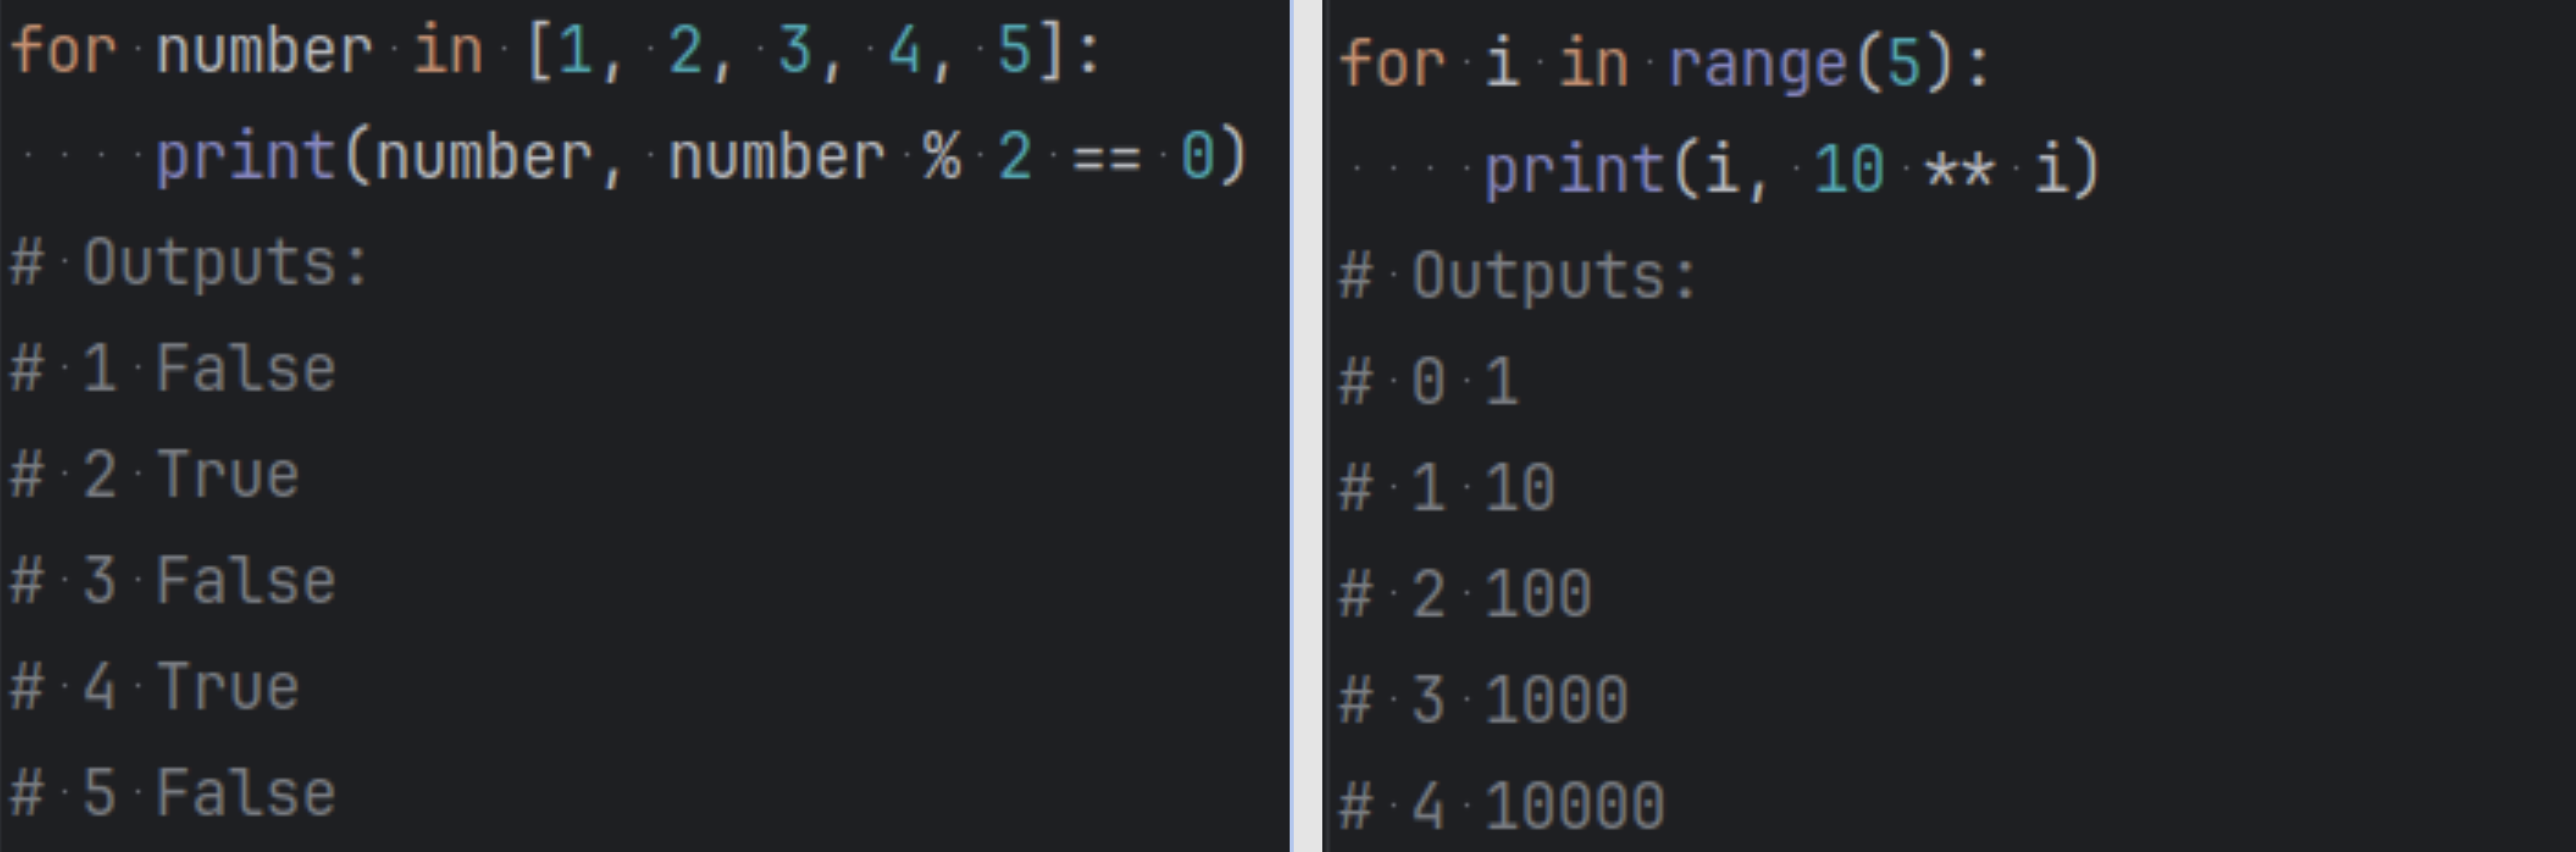 for number in [1, 2, 3, 4, 5]:
    print(number, number % 2 == 0)
# Outputs:
# 1 False
# 2 True
# 3 False
# 4 True
# 5 False
for i in range(5):
    print(i, 10 ** i)
# Outputs:
# 0 1
# 1 10
# 2 100
# 3 1000
# 4 10000